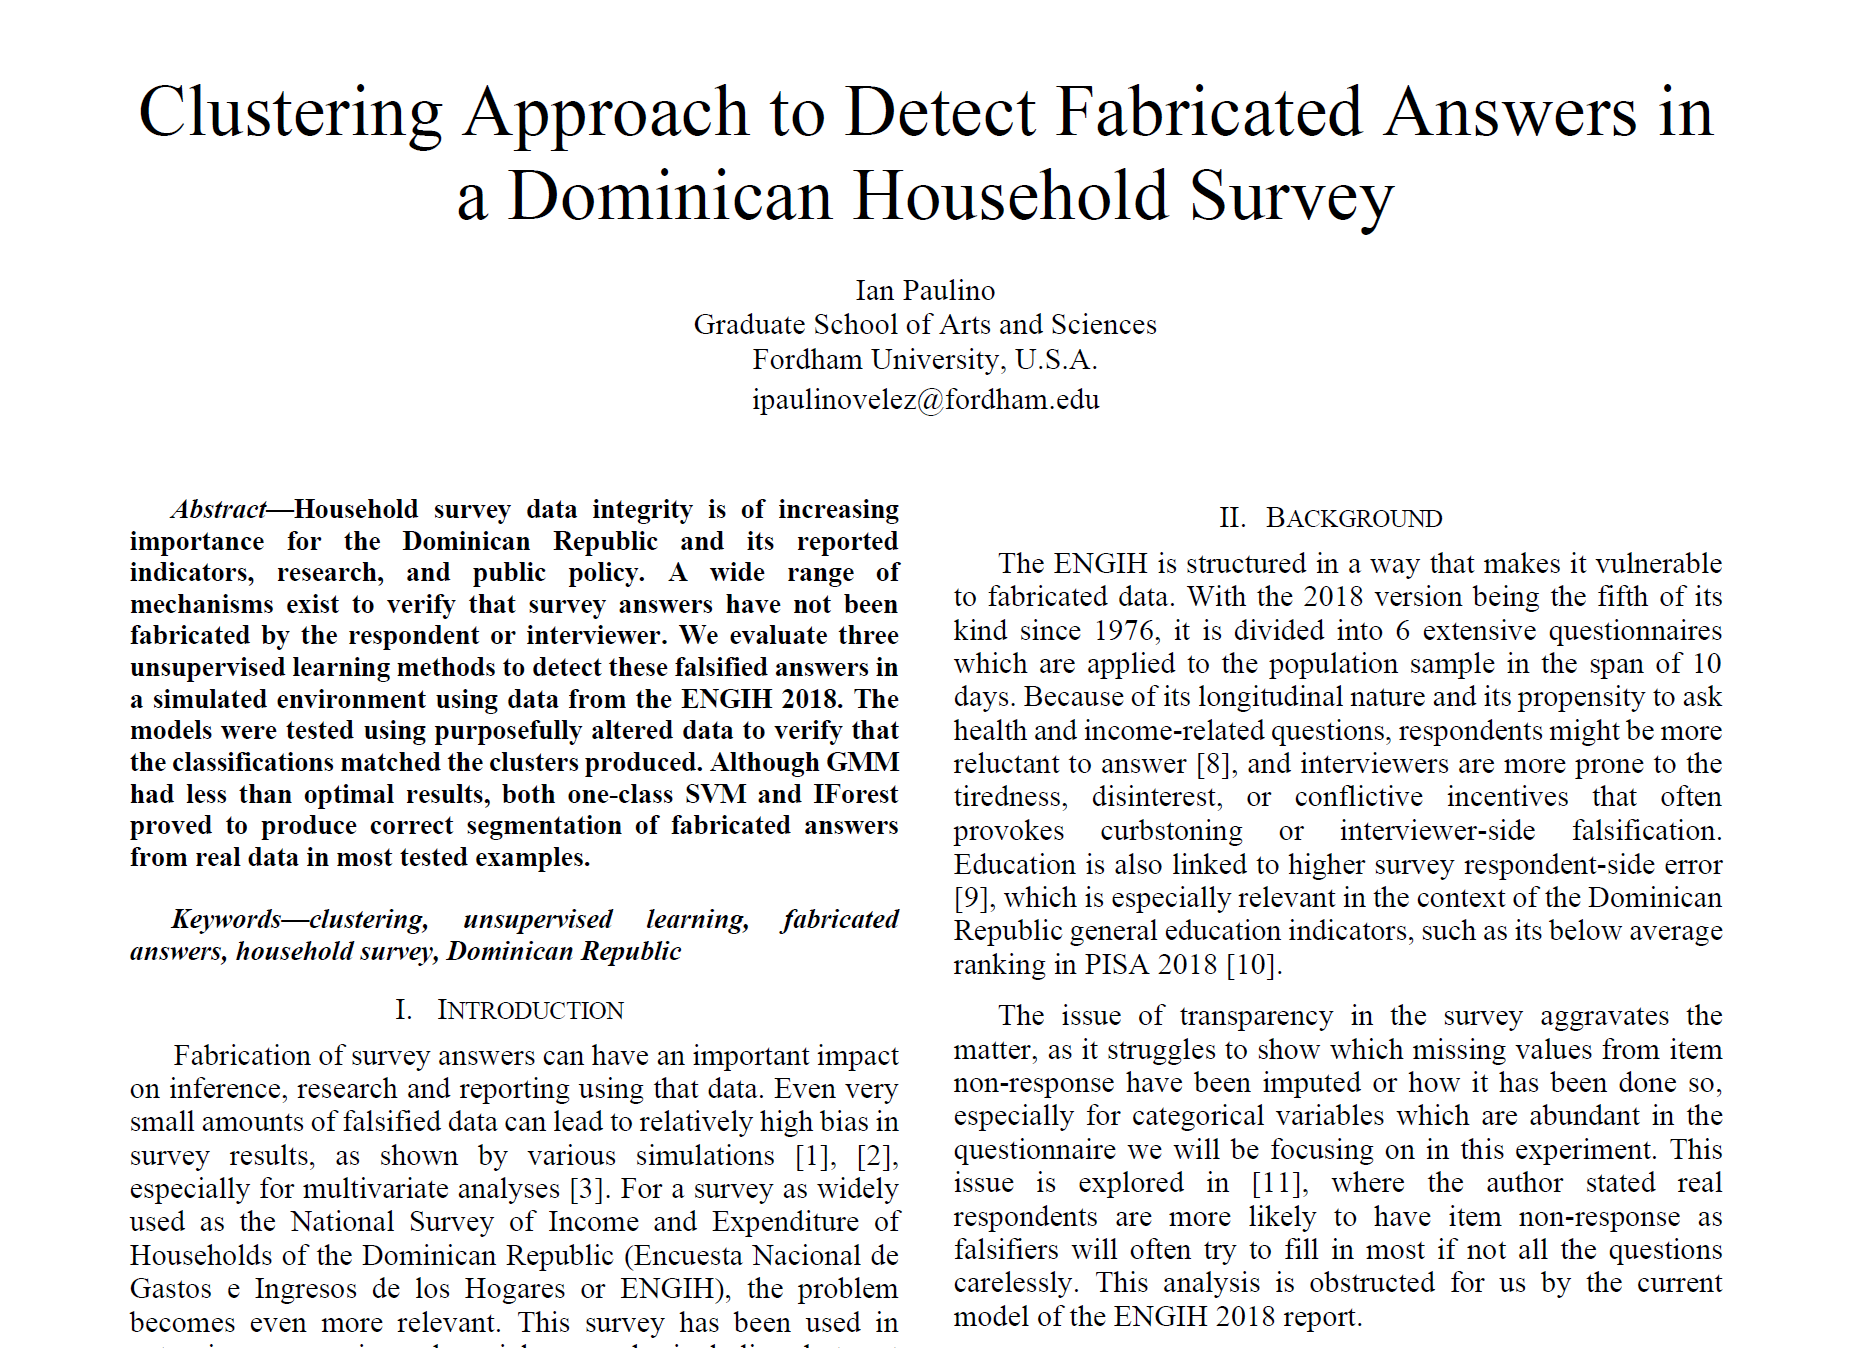 Clustering Approach to Detect Fabricated Answers in
a Dominican Household Survey
Ian Paulino
Graduate School of Arts and Sciences
Fordham University, U.S.A.
ipaulinovelez@fordham.edu
Abstract—Household survey data integrity is of increasing
importance for the Dominican Republic and its reported
indicators, research, and public policy. A wide range of
mechanisms exist to verify that survey answers have not been
fabricated by the respondent or interviewer. We evaluate three
unsupervised learning methods to detect these falsified answers in
a simulated environment using data from the ENGIH 2018. The
models were tested using purposefully altered data to verify that
the classifications matched the clusters produced. Although GMM
had less than optimal results, both one-class SVM and IForest
proved to produce correct segmentation of fabricated answers
from real data in most tested examples.
Keywords—clustering, unsupervised learning, fabricated
answers, household survey, Dominican Republic
I. INTRODUCTION
Fabrication of survey answers can have an important impact
on inference, research and reporting using that data. Even very
small amounts of falsified data can lead to relatively high bias in
survey results, as shown by various simulations [1], [2],
especially for multivariate analyses [3]. For a survey as widely
used as the National Survey of Income and Expenditure of
Households of the Dominican Republic (Encuesta Nacional de
Gastos e Ingresos de los Hogares or ENGIH), the problem
becomes even more relevant. This survey has been used in
II. BACKGROUND
The ENGIH is structured in a way that makes it vulnerable
to fabricated data. With the 2018 version being the fifth of its
kind since 1976, it is divided into 6 extensive questionnaires
which are applied to the population sample in the span of 10
days. Because of its longitudinal nature and its propensity to ask
health and income-related questions, respondents might be more
reluctant to answer [8], and interviewers are more prone to the
tiredness, disinterest, or conflictive incentives that often
provokes curbstoning or interviewer-side falsification.
Education is also linked to higher survey respondent-side error
[9], which is especially relevant in the context of the Dominican
Republic general education indicators, such as its below average
ranking in PISA 2018 [10].
The issue of transparency in the survey aggravates the
matter, as it struggles to show which missing values from item
non-response have been imputed or how it has been done so,
especially for categorical variables which are abundant in the
questionnaire we will be focusing on in this experiment. This
issue is explored in [11], where the author stated real
respondents are more likely to have item non-response as
falsifiers will often try to fill in most if not all the questions
carelessly. This analysis is obstructed for us by the current
model of the ENGIH 2018 report.